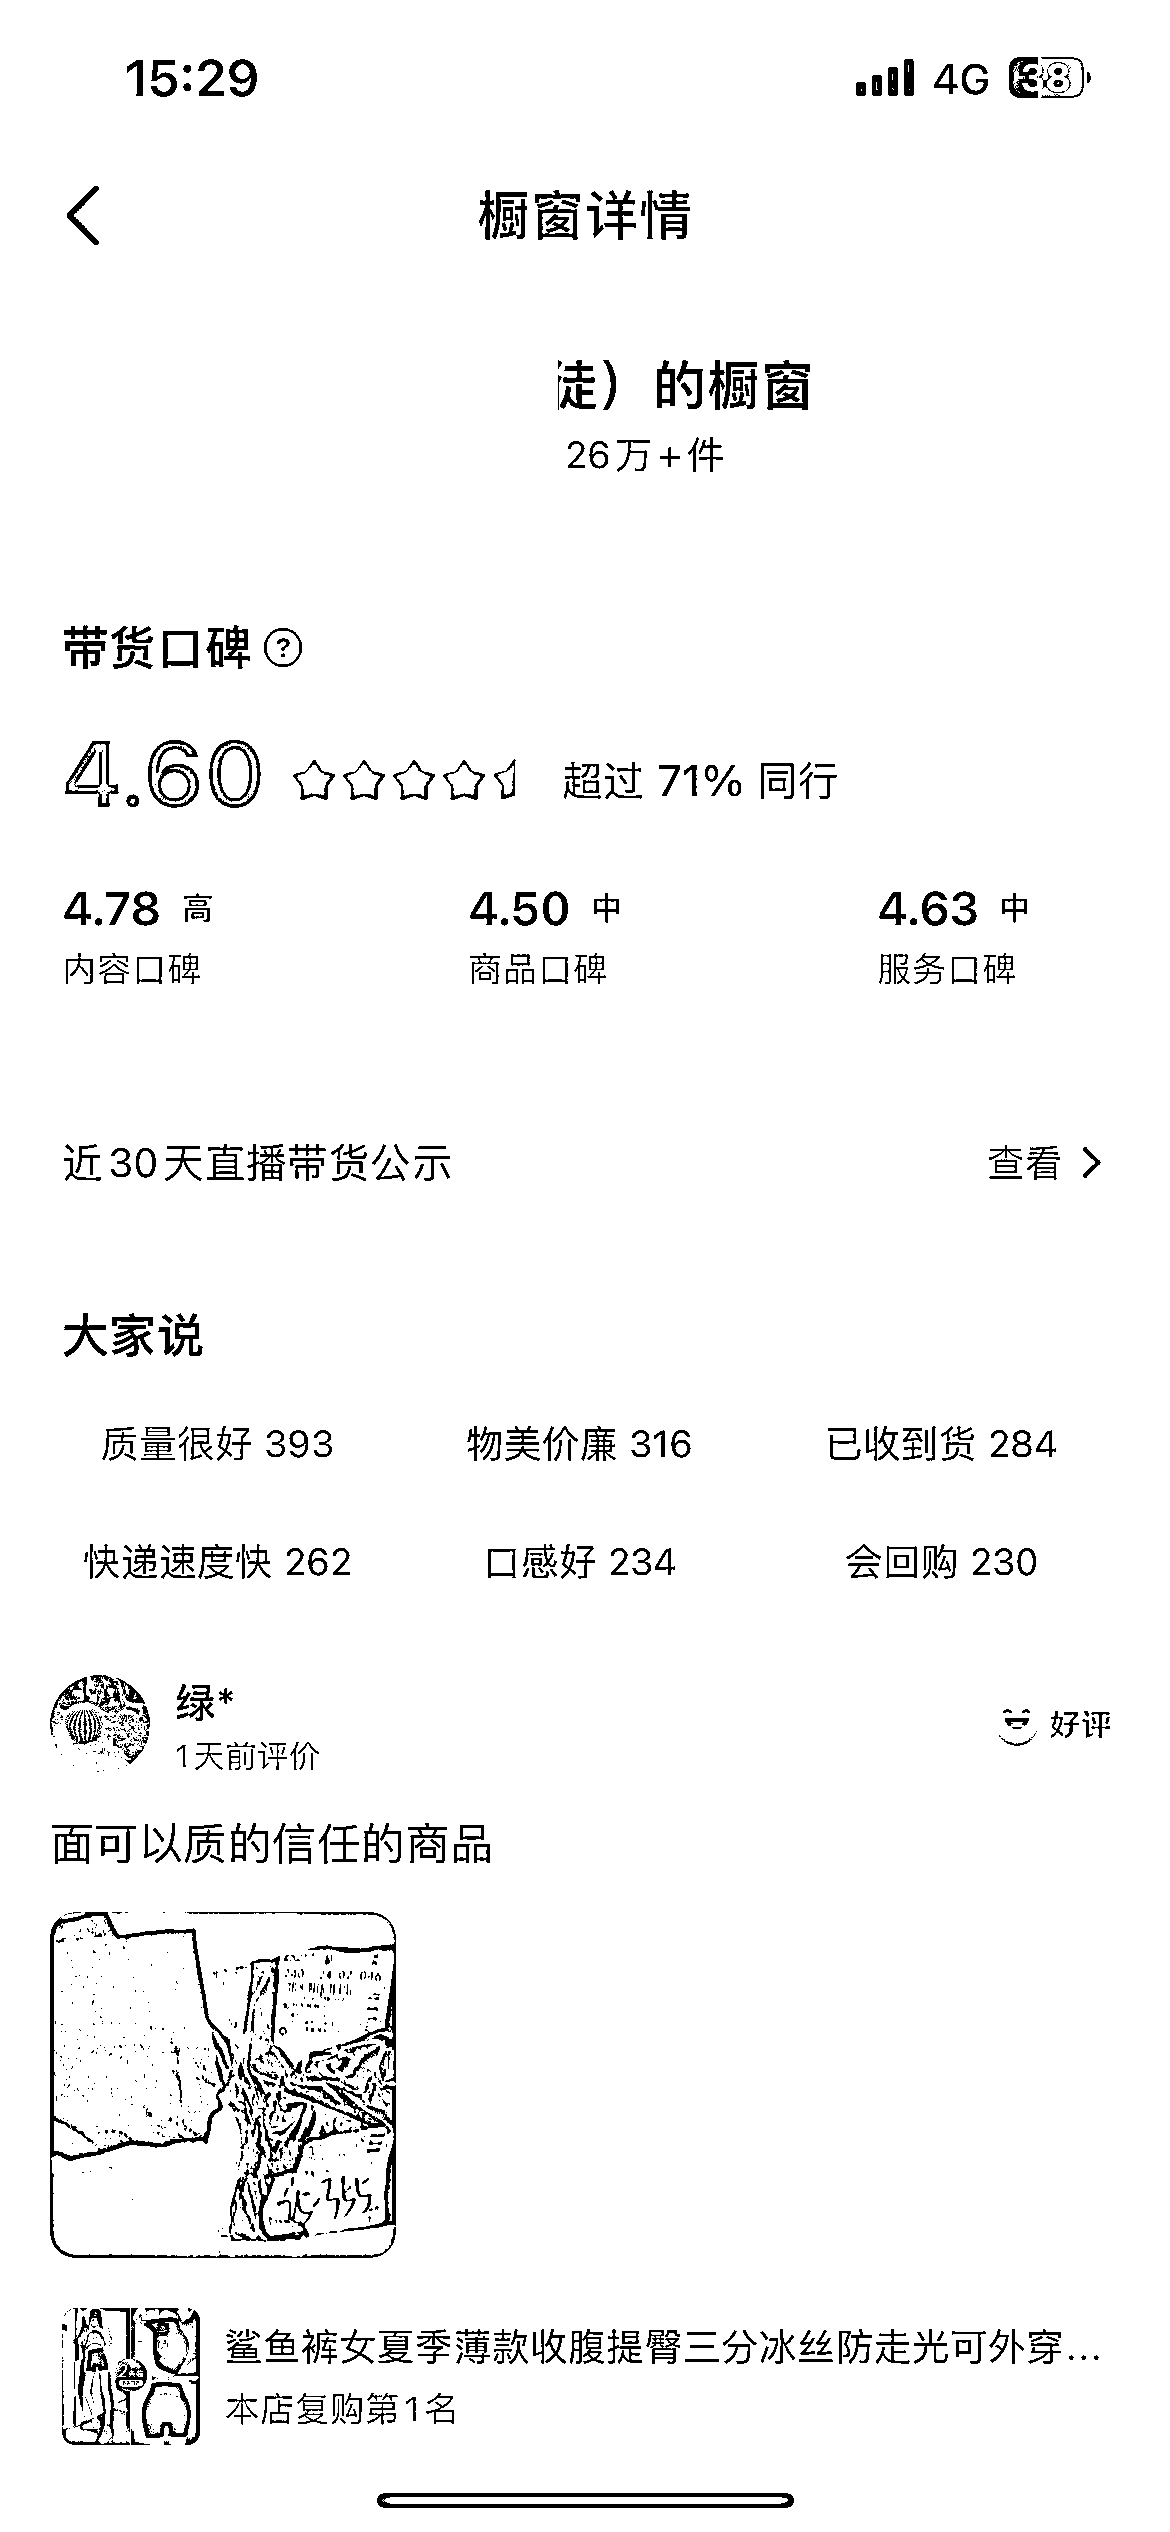 15:29 4G 38
橱窗详情
徒）的橱窗
26万+件
带货口碑 ?
4.60 超过 71% 同行
4.78 高 4.50 中 4.63 中
内容口碑 商品口碑 服务口碑
近30天直播带货公示 查看
大家说
质量很好 393 物美价廉 316 已收到货 284
快递速度快 262 口感好 234 会回购 230
绿*
好评
1天前评价
面可以质的信任的商品
鲨鱼裤女夏季薄款收腹提臀三分冰丝防走光可外穿...
本店复购第1名